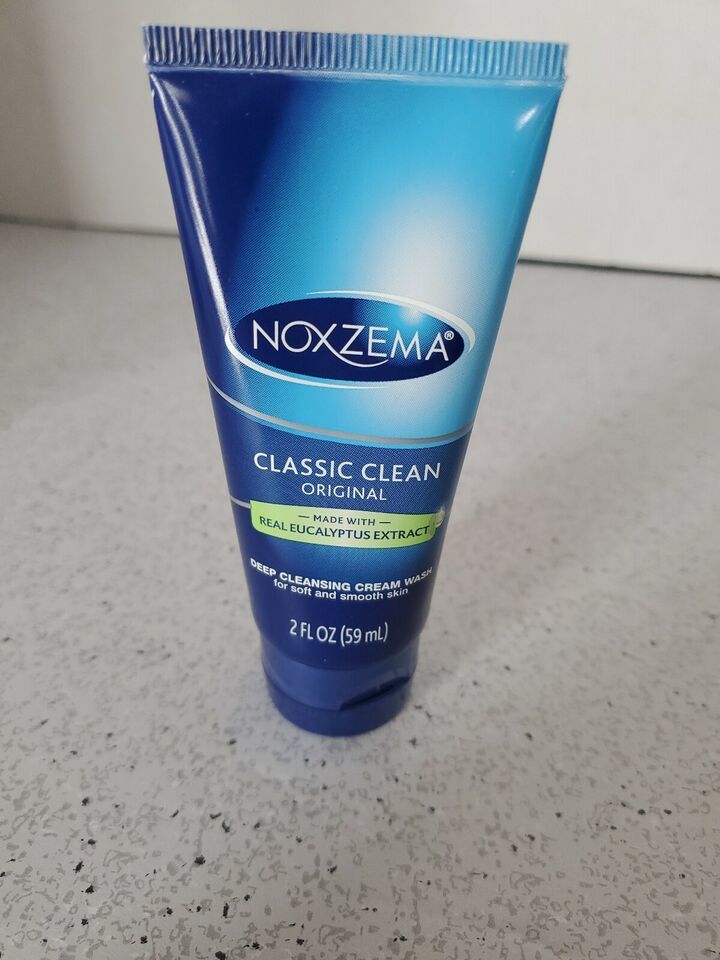 NOXZEMA®
CLASSIC CLEAN
ORIGINAL
— MADE WITH —
REAL EUCALYPTUS EXTRACT
DEEP CLEANSING CREAM WASH
for soft and smooth skin
2 FL OZ (59 mL)